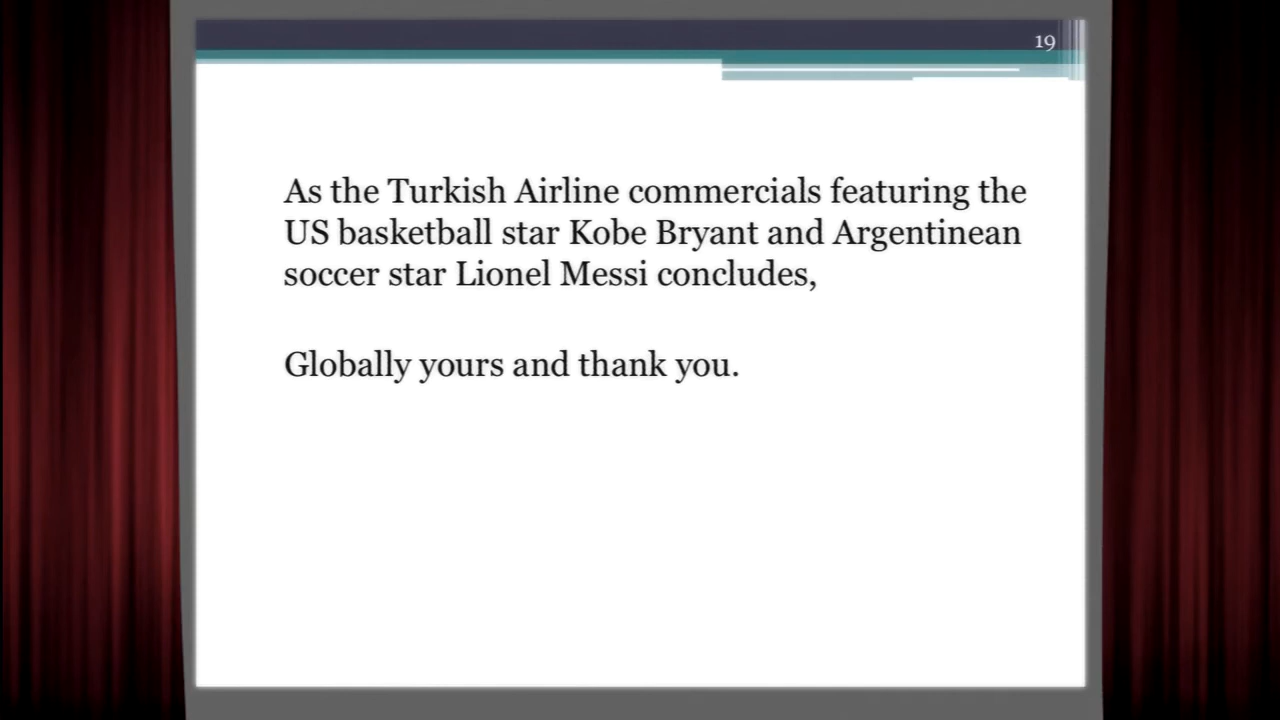 19
As the Turkish Airline commercials featuring the
US basketball star Kobe Bryant and Argentinean
soccer star Lionel Messi concludes,
Globally yours and thank you.